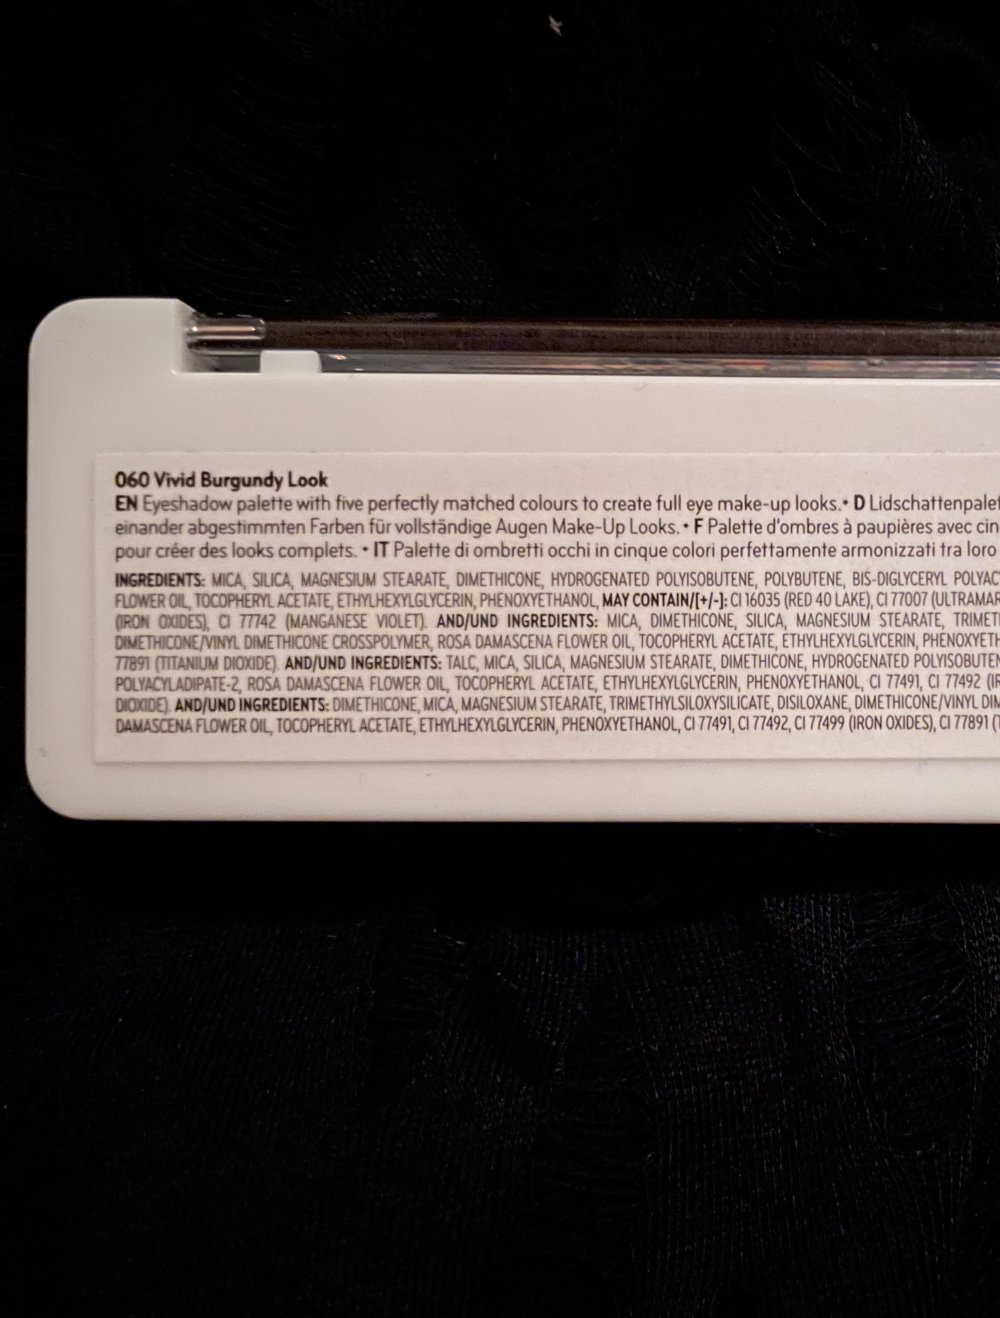 060 Vivid Burgundy Look
EN Eyeshadow palette with five perfectly matched colours to create full eye make-up looks. • D Lidschattenpalet
einander abgestimmten Farben für vollständige Augen Make-Up Looks. • F Palette d'ombres à paupières avec cin
pour créer des looks complets. • IT Palette di ombretti occhi in cinque colori perfettamente armonizzati tra loro
INGREDIENTS: MICA, SILICA, MAGNESIUM STEARATE, DIMETHICONE, HYDROGENATED POLYISOBUTENE, POLYBUTENE, BIS-DIGLYCERYL POLYAC
FLOWER OIL, TOCOPHERYL ACETATE, ETHYLHEXYLGLYCERIN, PHENOXYETHANOL, MAY CONTAIN/[+/-]: CI 16035 (RED 40 LAKE), CI 77007 (ULTRAMAR
(IRON OXIDES), CI 77742 (MANGANESE VIOLET). AND/UND INGREDIENTS: MICA, DIMETHICONE, SILICA, MAGNESIUM STEARATE, TRIMET
DIMETHICONE/VINYL DIMETHICONE CROSSPOLYMER, ROSA DAMASCENA FLOWER OIL, TOCOPHERYL ACETATE, ETHYLHEXYLGLYCERIN, PHENOXYETH
77891 (TITANIUM DIOXIDE). AND/UND INGREDIENTS: TALC, MICA, SILICA, MAGNESIUM STEARATE, DIMETHICONE, HYDROGENATED POLYISOBUTEN
POLYACYLADIPATE-2, ROSA DAMASCENA FLOWER OIL, TOCOPHERYL ACETATE, ETHYLHEXYLGLYCERIN, PHENOXYETHANOL, CI 77491, CI 77492 (IR
DIOXIDE). AND/UND INGREDIENTS: DIMETHICONE, MICA, MAGNESIUM STEARATE, TRIMETHYLSILOXYSILICATE, DISILOXANE, DIMETHICONE/VINYL DIM
DAMASCENA FLOWER OIL, TOCOPHERYL ACETATE, ETHYLHEXYLGLYCERIN, PHENOXYETHANOL, CI 77491, CI 77492, CI 77499 (IRON OXIDES), CI 77891 (T